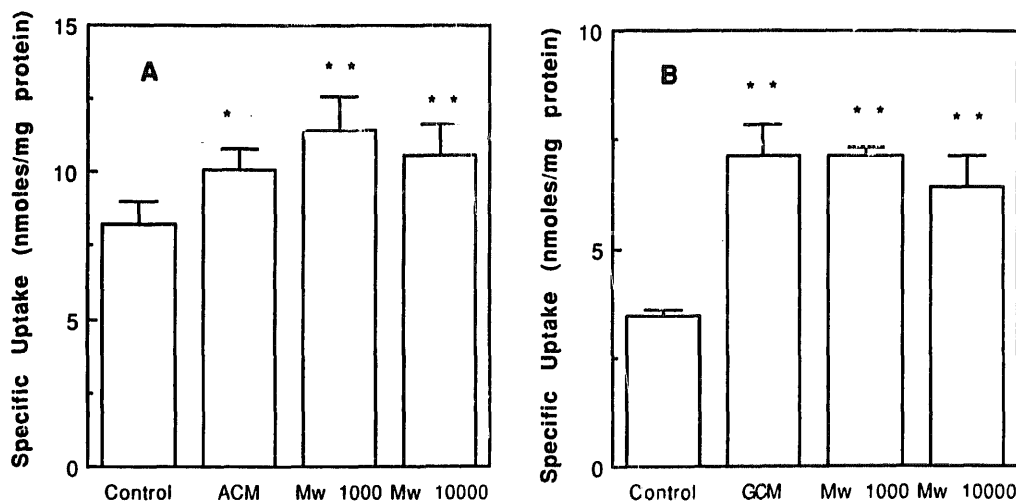 Specific Uptake (nmoles/mg protein)
15
10
5
0
A
*
* *
* *
Control ACM Mw 1000 Mw 10000
Specific Uptake (nmoles/mg protein)
10
5
0
B
* *
* *
* *
Control GCM Mw 1000 Mw 10000